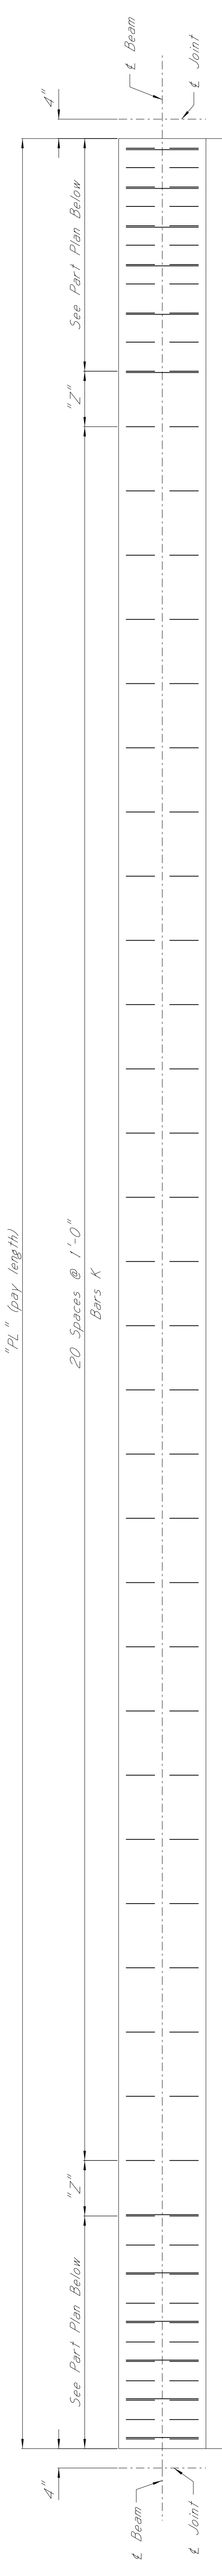 "PL" (pay length)
4"
See Part Plan Below
"Z"
20 Spaces @ 1'-0"
Bars K
"Z"
See Part Plan Below
4"
℄ Beam
℄ Joint
℄ Beam
℄ Joint